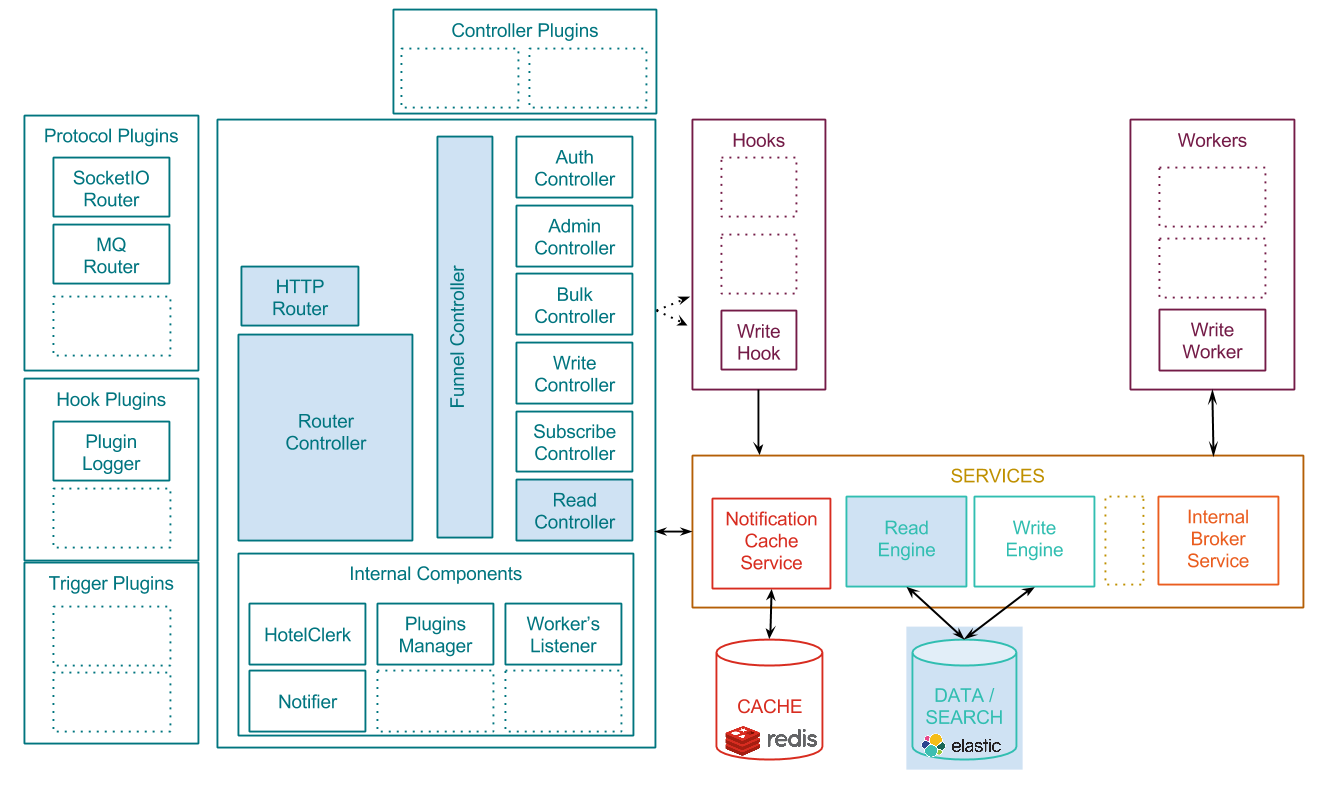 Controller Plugins
Protocol Plugins
SocketIO
Router
MQ
Router
Hook Plugins
Plugin
Logger
Trigger Plugins
HTTP
Router
Router
Controller
Funnel Controller
Auth
Controller
Admin
Controller
Bulk
Controller
Write
Controller
Subscribe
Controller
Read
Controller
Internal Components
HotelClerk
Plugins
Manager
Worker's
Listener
Notifier
Hooks
Write
Hook
Workers
Write
Worker
SERVICES
Notification
Cache
Service
Read
Engine
Write
Engine
Internal
Broker
Service
CACHE
redis
DATA /
SEARCH
elastic